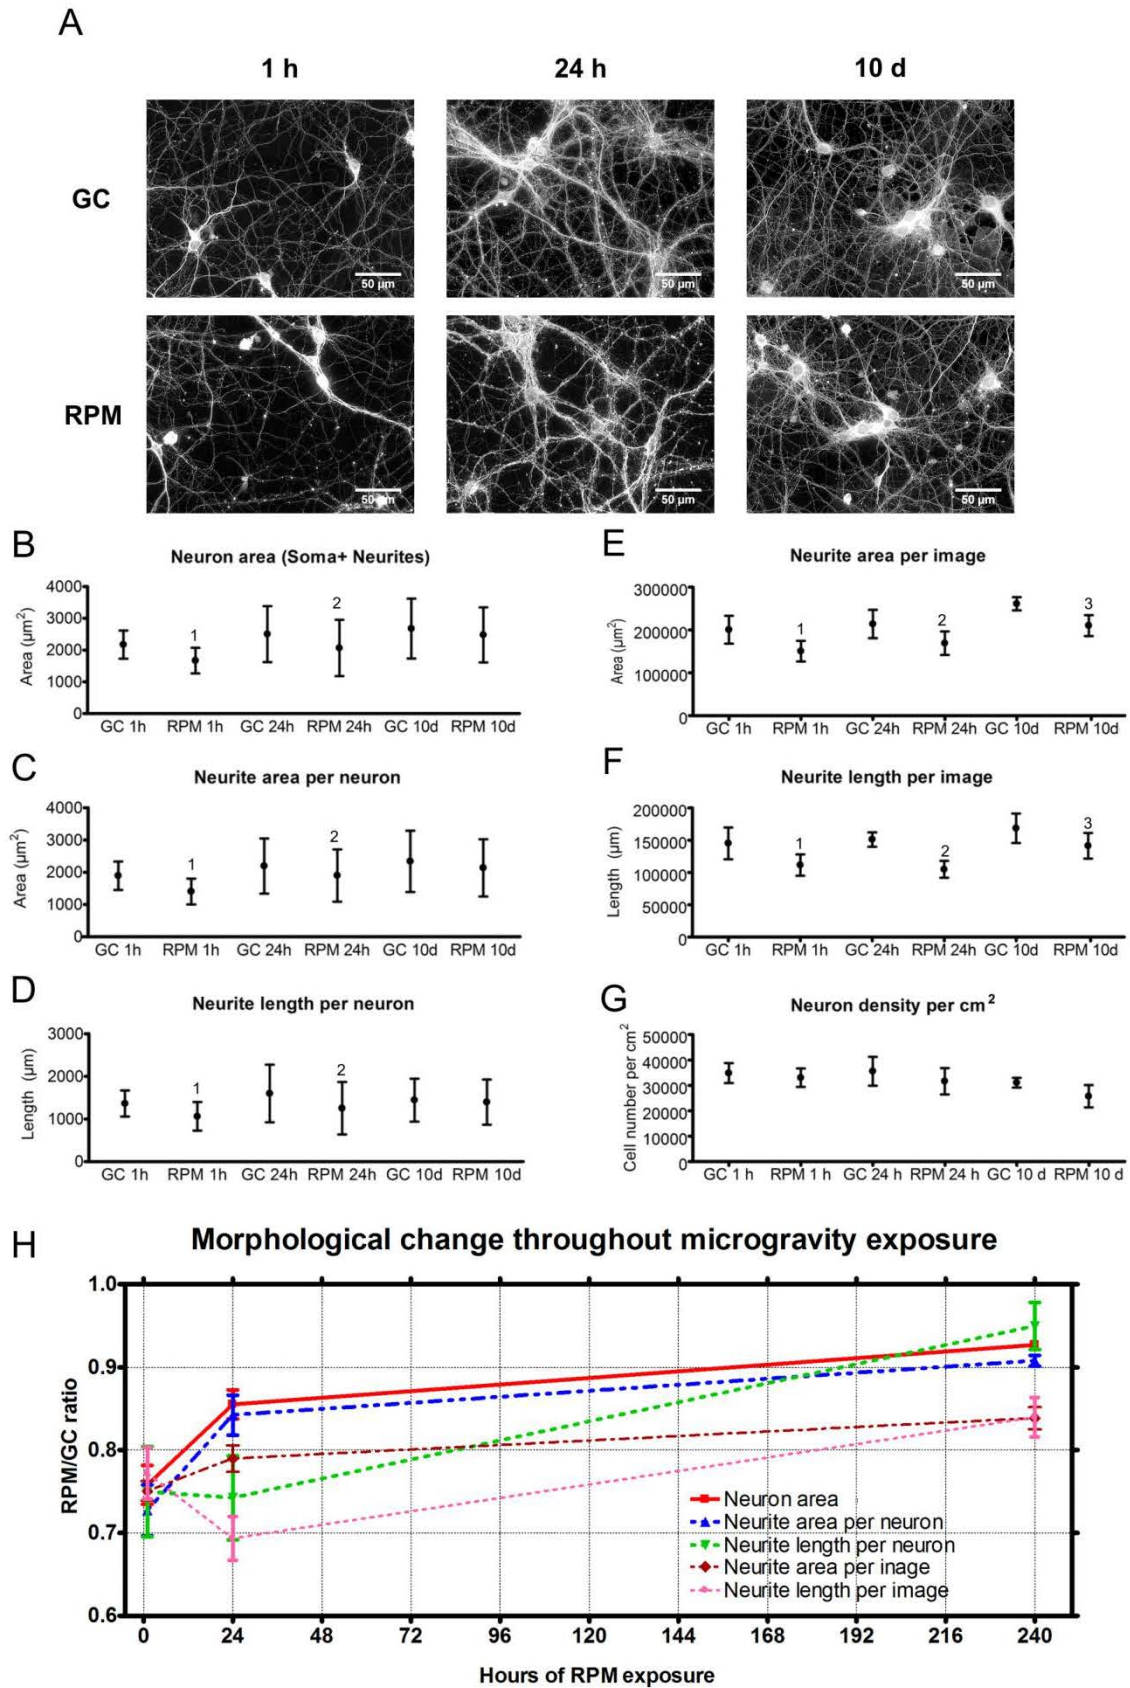 A
1 h 24 h 10 d
GC
50 µm 50 µm 50 µm
RPM
50 µm 50 µm 50 µm
B
Neuron area (Soma+ Neurites)
Area (µm²)
4000
3000
2000
1000
0
1 2
GC 1h RPM 1h GC 24h RPM 24h GC 10d RPM 10d
C
Neurite area per neuron
Area (µm²)
4000
3000
2000
1000
0
1 2
GC 1h RPM 1h GC 24h RPM 24h GC 10d RPM 10d
D
Neurite length per neuron
Length (µm)
3000
2000
1000
0
1 2
GC 1h RPM 1h GC 24h RPM 24h GC 10d RPM 10d
E
Neurite area per image
Area (µm²)
300000
200000
100000
0
1 2 3
GC 1h RPM 1h GC 24h RPM 24h GC 10d RPM 10d
F
Neurite length per image
Length (µm)
200000
150000
100000
50000
0
1 2 3
GC 1h RPM 1h GC 24h RPM 24h GC 10d RPM 10d
G
Neuron density per cm²
Cell number per cm²
50000
40000
30000
20000
10000
0
GC 1 h RPM 1 h GC 24 h RPM 24 h GC 10 d RPM 10 d
H
Morphological change throughout microgravity exposure
RPM/GC ratio
1.0
0.9
0.8
0.7
0.6
Neuron area
Neurite area per neuron
Neurite length per neuron
Neurite area per inage
Neurite length per image
0 24 48 72 96 120 144 168 192 216 240
Hours of RPM exposure